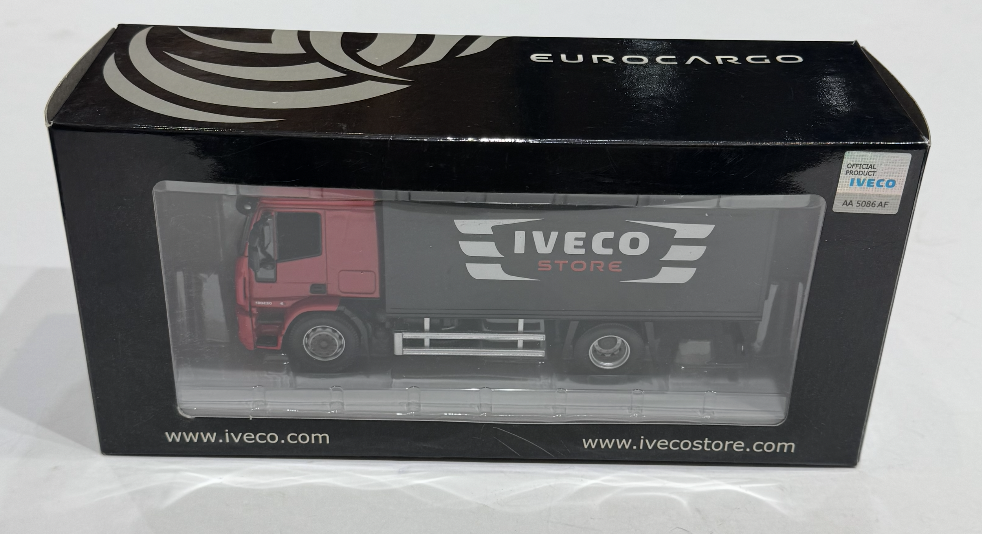 EUROCARGO
OFFICIAL
PRODUCT
IVECO
AA 5086 AF
IVECO
STORE
www.iveco.com
www.ivecostore.com